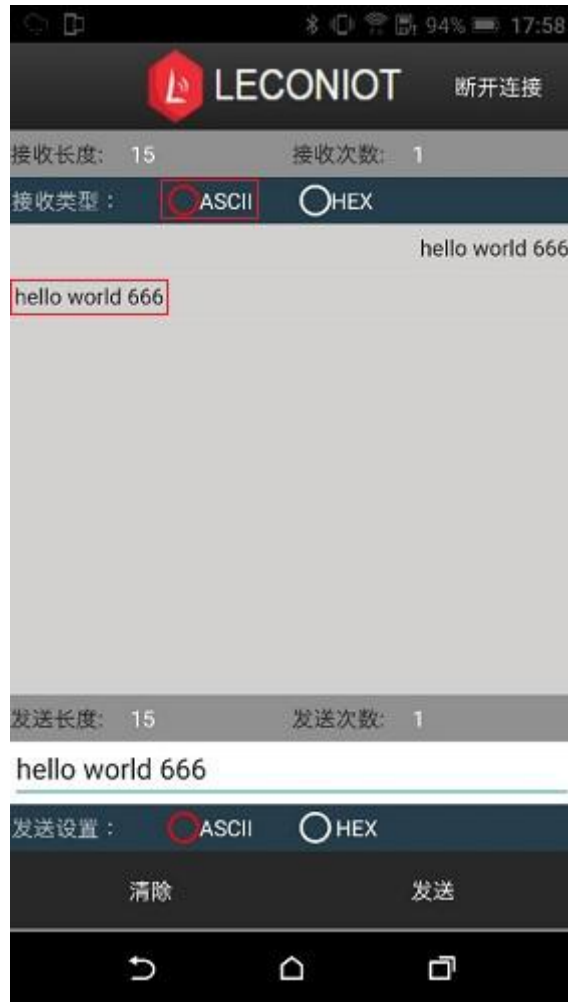 94% 17:58
LECONIOT 断开连接
接收长度: 15 接收次数: 1
接收类型： ASCII HEX
hello world 666
hello world 666
发送长度: 15 发送次数: 1
hello world 666
发送设置： ASCII HEX
清除 发送